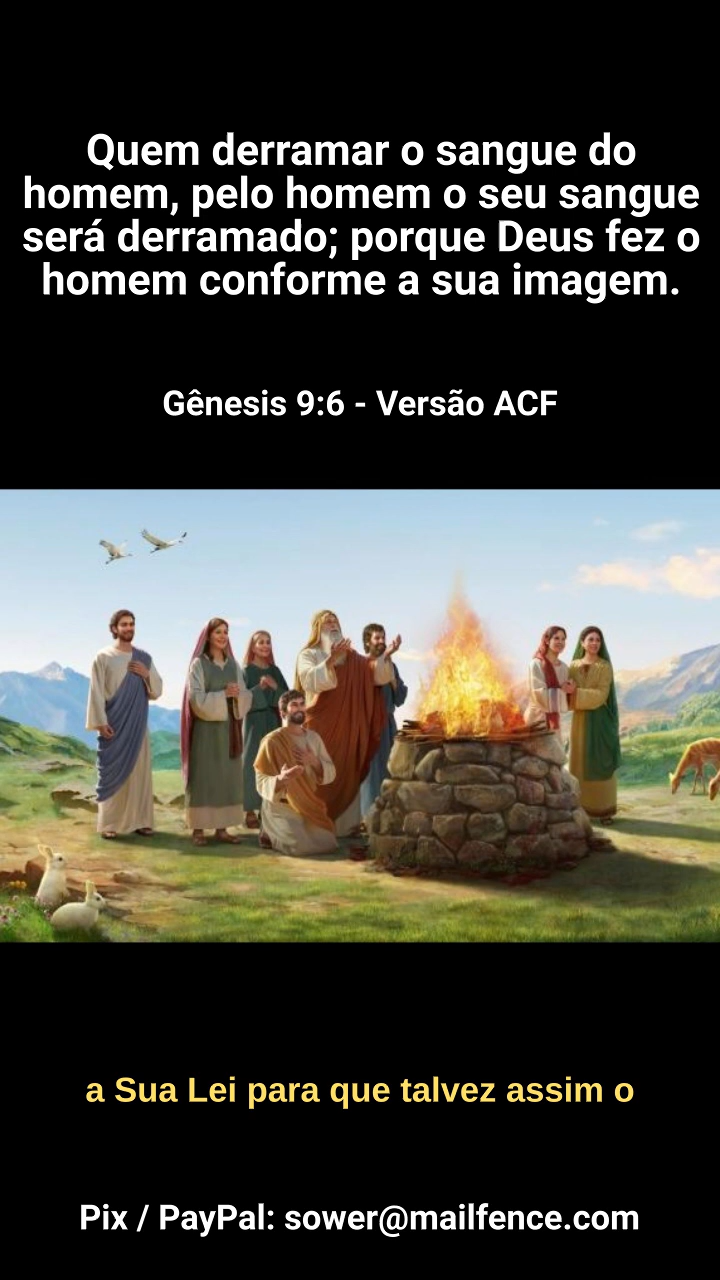 Quem derramar o sangue do
homem, pelo homem o seu sangue
será derramado; porque Deus fez o
homem conforme a sua imagem.
Gênesis 9:6 - Versão ACF
a Sua Lei para que talvez assim o
Pix / PayPal: sower@mailfence.com